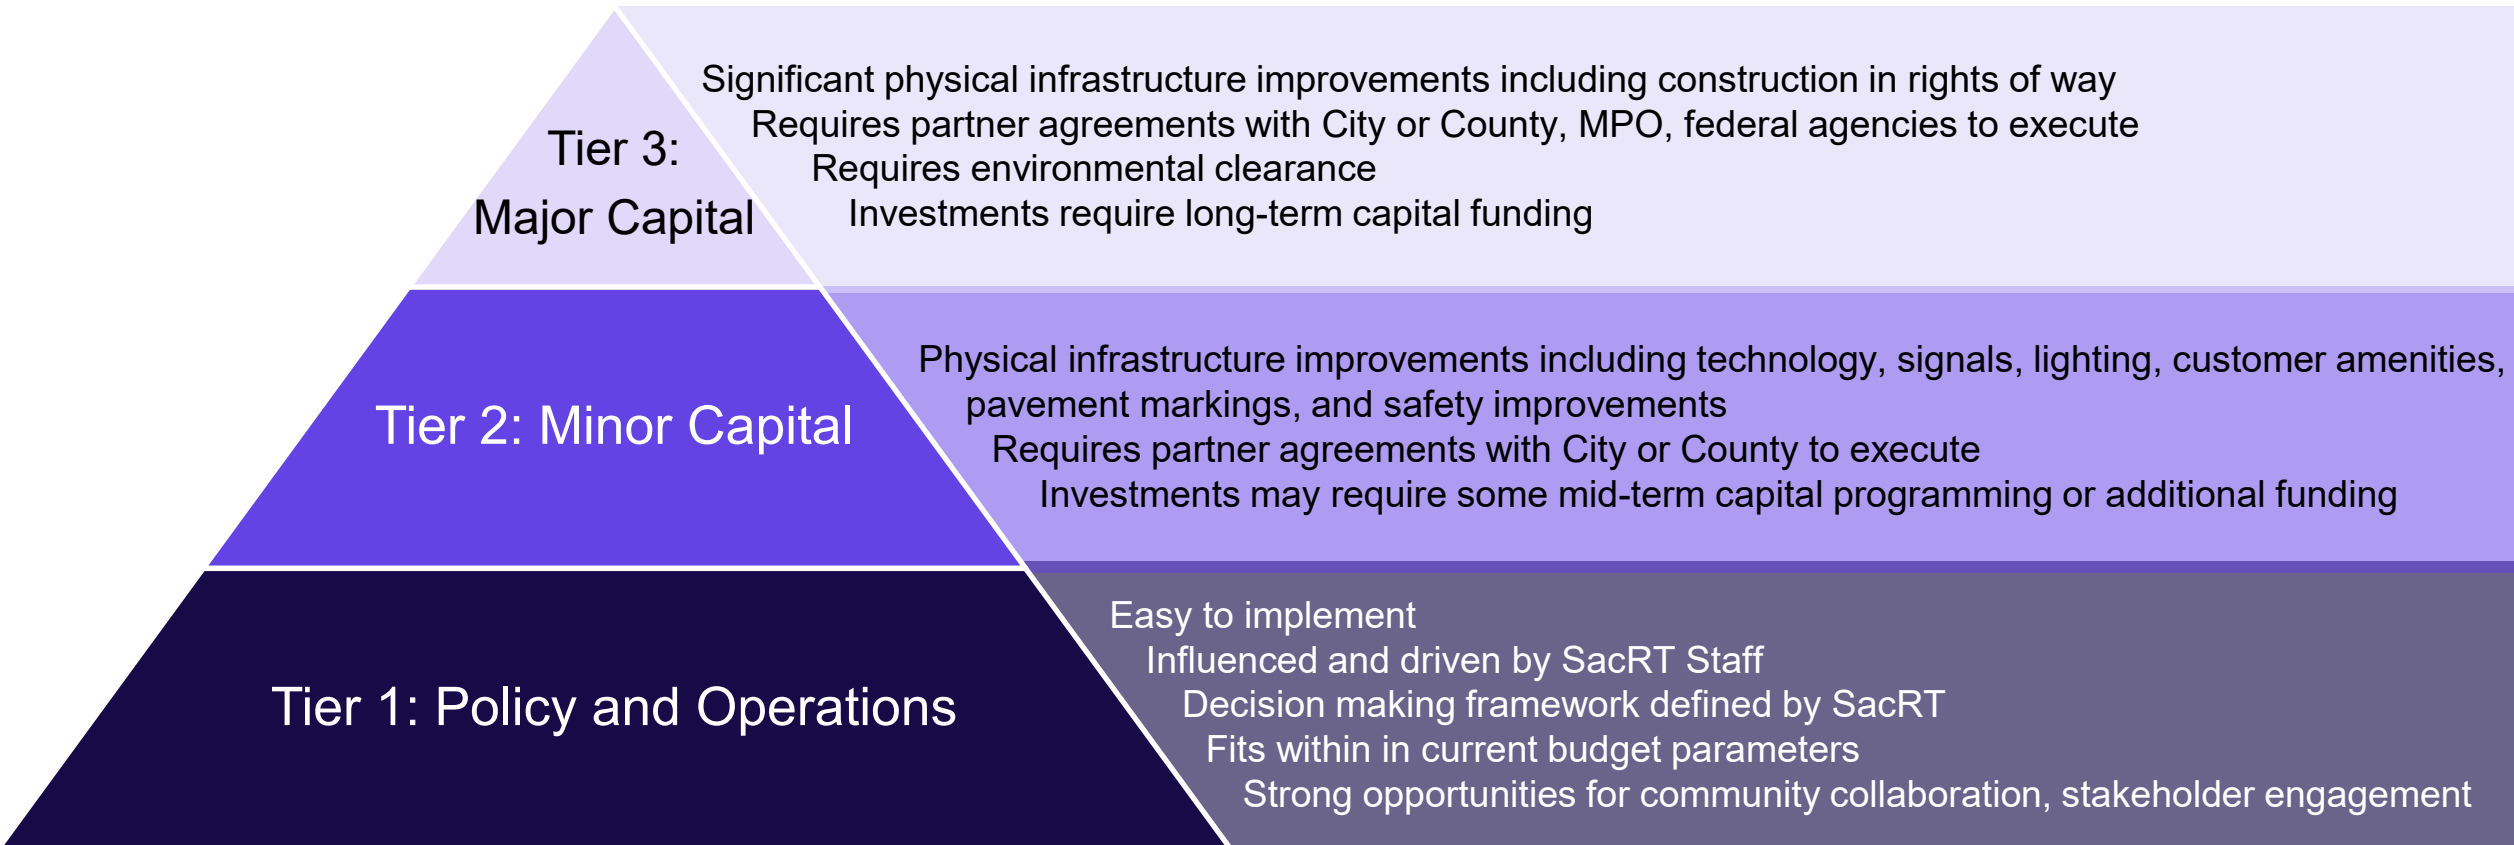 Tier 3:
Major Capital
Significant physical infrastructure improvements including construction in rights of way
Requires partner agreements with City or County, MPO, federal agencies to execute
Requires environmental clearance
Investments require long-term capital funding
Tier 2: Minor Capital
Physical infrastructure improvements including technology, signals, lighting, customer amenities,
pavement markings, and safety improvements
Requires partner agreements with City or County to execute
Investments may require some mid-term capital programming or additional funding
Tier 1: Policy and Operations
Easy to implement
Influenced and driven by SacRT Staff
Decision making framework defined by SacRT
Fits within in current budget parameters
Strong opportunities for community collaboration, stakeholder engagement